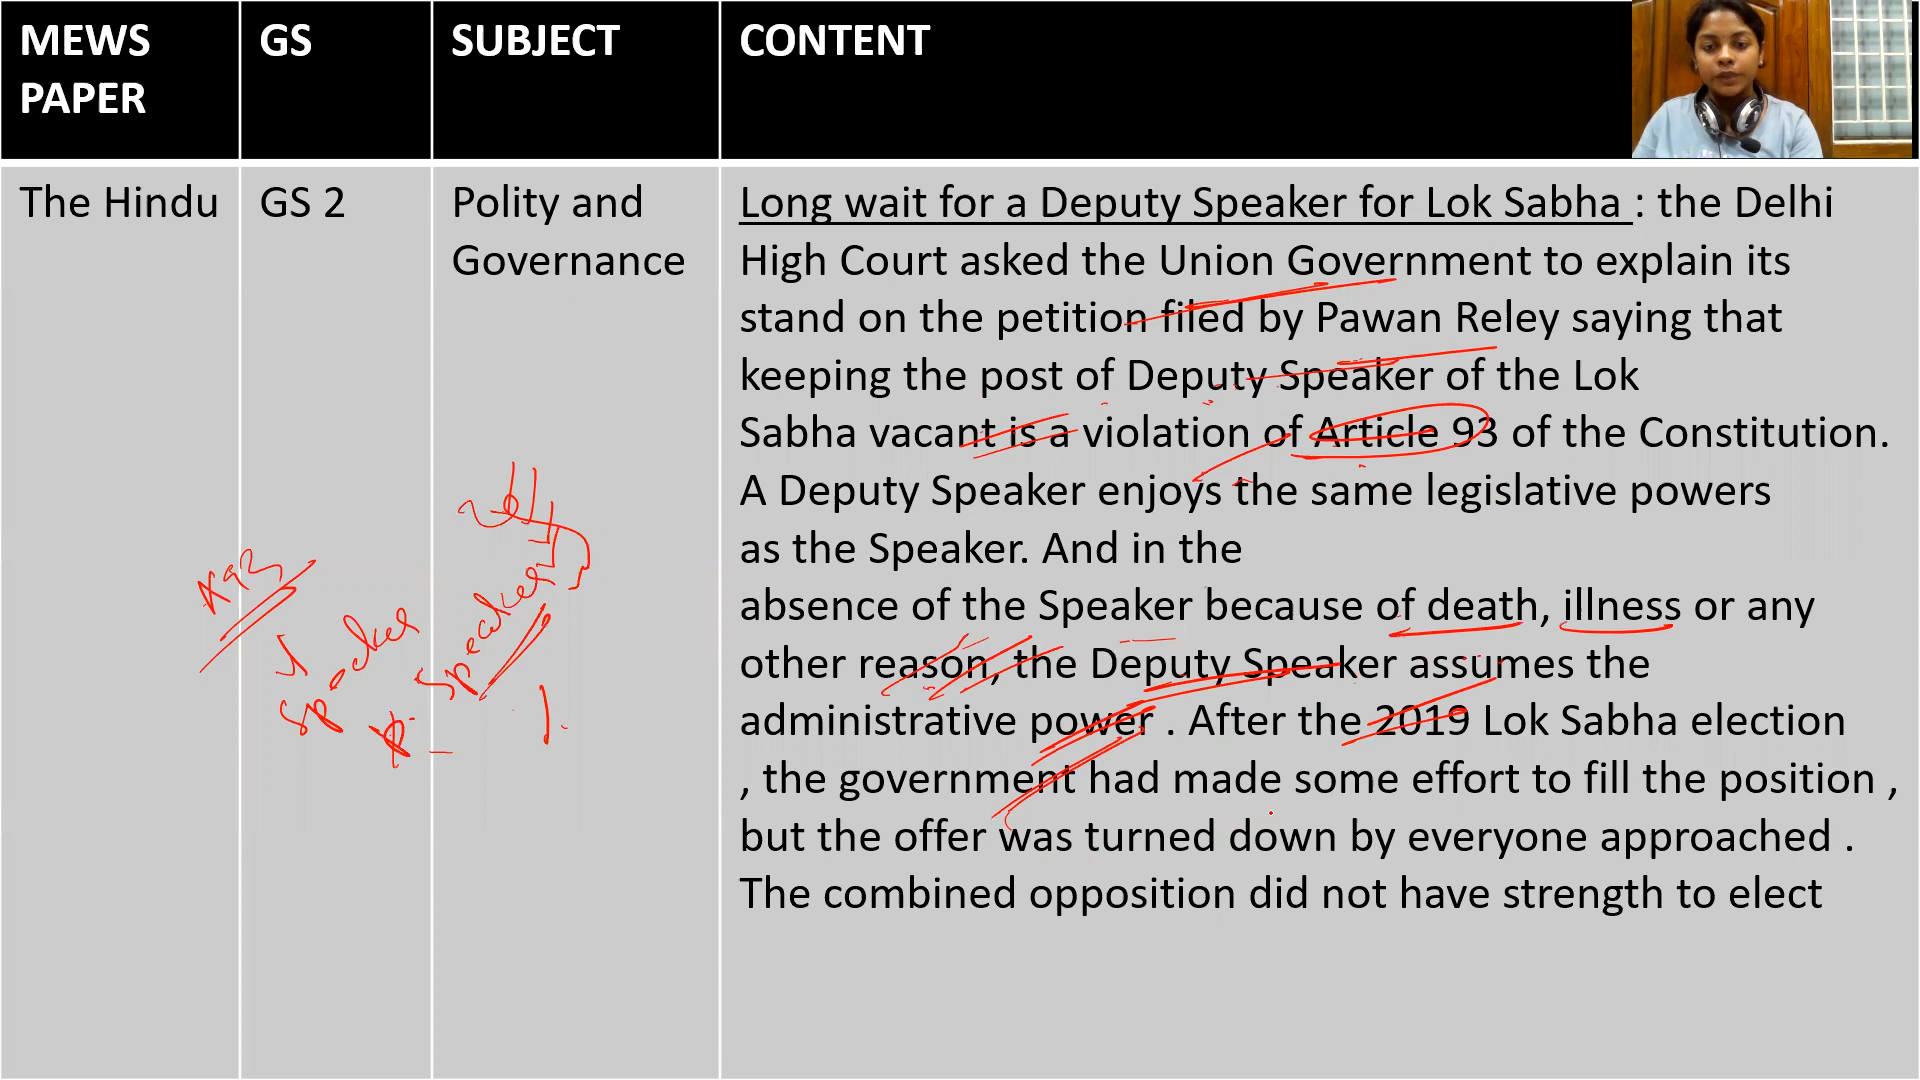 MEWS PAPER
GS
SUBJECT
CONTENT
The Hindu
GS 2
Polity and
Governance
Long wait for a Deputy Speaker for Lok Sabha : the Delhi
High Court asked the Union Government to explain its
stand on the petition filed by Pawan Reley saying that
keeping the post of Deputy Speaker of the Lok
Sabha vacant is a violation of Article 93 of the Constitution.
A Deputy Speaker enjoys the same legislative powers
as the Speaker. And in the
absence of the Speaker because of death, illness or any
other reason, the Deputy Speaker assumes the
administrative power . After the 2019 Lok Sabha election
, the government had made some effort to fill the position ,
but the offer was turned down by everyone approached .
The combined opposition did not have strength to elect
Speaker
Speaker